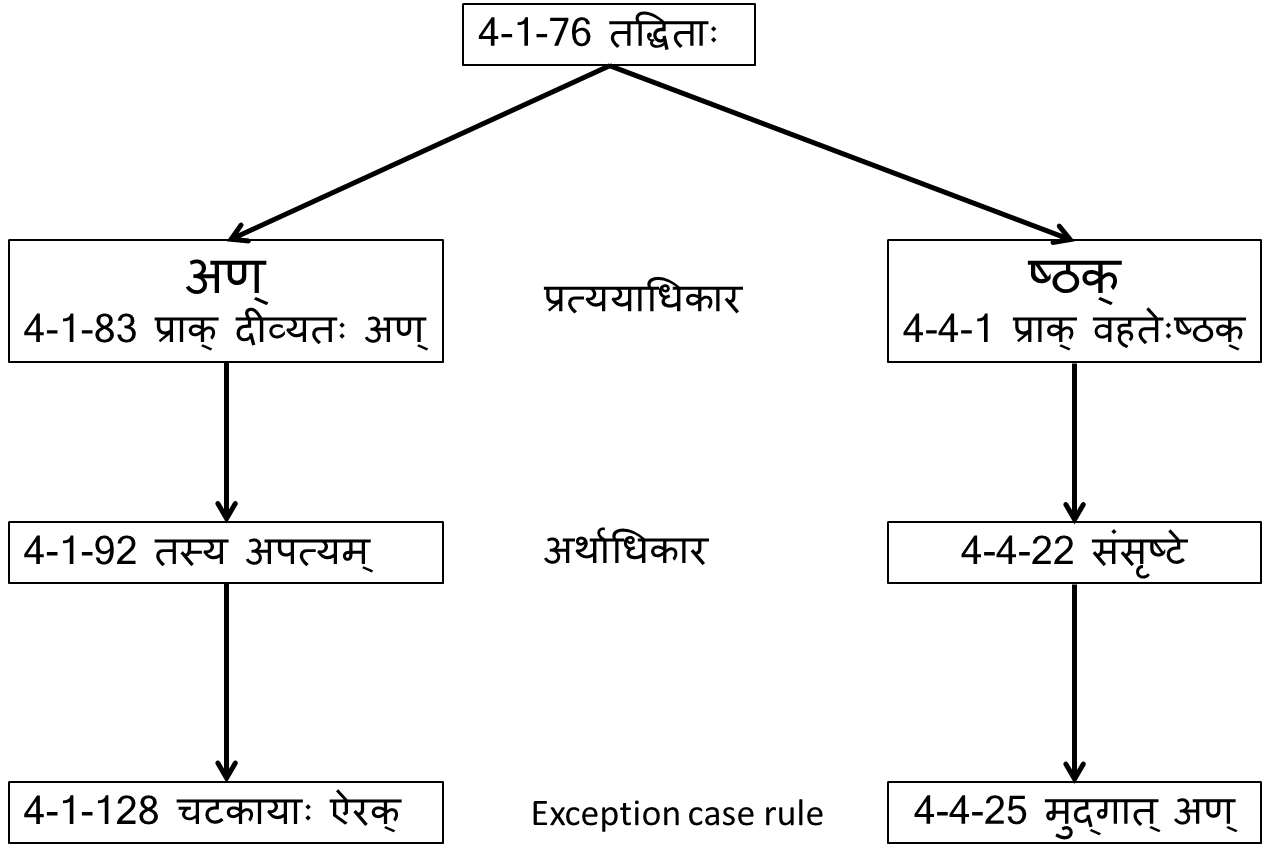 4-1-76 तद्धिताः
अण्
4-1-83 प्राक् दीव्यतः अण्
प्रत्ययाधिकार
ष्ठक्
4-4-1 प्राक् वहतेःष्ठक्
4-1-92 तस्य अपत्यम्
अर्थाधिकार
4-4-22 संसृष्टे
4-1-128 चटकायाः ऐरक्
Exception case rule
4-4-25 मुद्‌गात् अण्